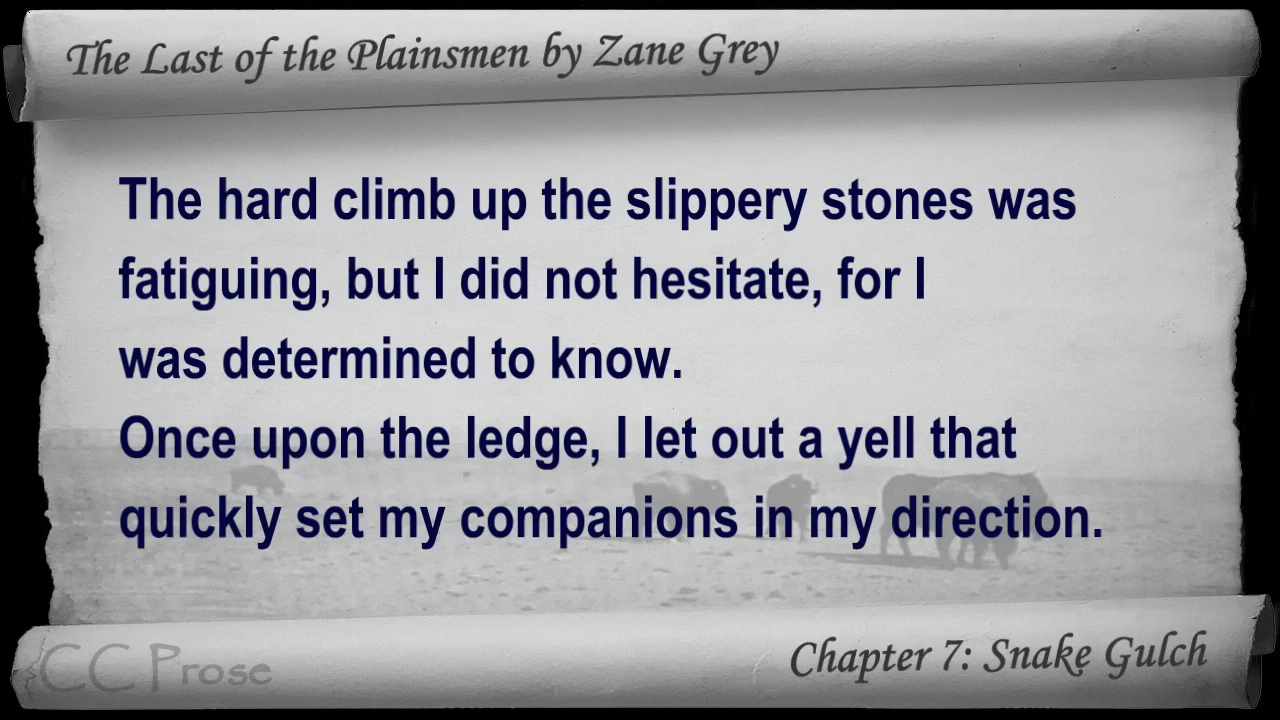 The Last of the Plainsmen by Zane Grey
The hard climb up the slippery stones was
fatiguing, but I did not hesitate, for I
was determined to know.
Once upon the ledge, I let out a yell that
quickly set my companions in my direction.
CC Prose
Chapter 7: Snake Gulch